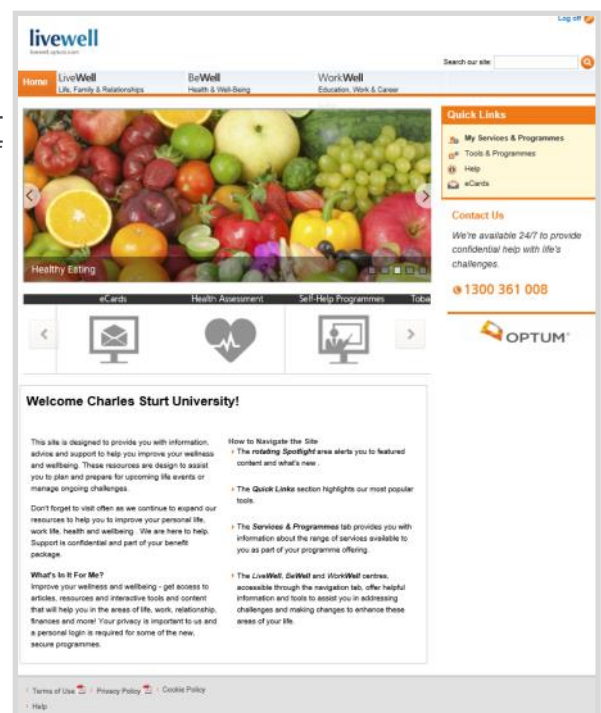 Log off
livewell
livewell.optum.com
Search our site:
Home
LiveWell
Life, Family & Relationships
BeWell
Health & Well-Being
WorkWell
Education, Work & Career
Healthy Eating
Quick Links
My Services & Programmes
Tools & Programmes
Help
eCards
Contact Us
We're available 24/7 to provide
confidential help with life's
challenges.
1300 361 008
OPTUM
eCards
Health Assessment
Self-Help Programmes
Toba
Welcome Charles Sturt University!
This site is designed to provide you with information,
advice and support to help you improve your wellness
and wellbeing. These resources are design to assist
you to plan and prepare for upcoming life events or
manage ongoing challenges.
Don't forget to visit often as we continue to expand our
resources to help you to improve your personal life,
work life, health and wellbeing . We are here to help.
Support is confidential and part of your benefit
package.
What's In It For Me?
Improve your wellness and wellbeing - get access to
articles, resources and interactive tools and content
that will help you in the areas of life, work, relationship,
finances and more! Your privacy is important to us and
a personal login is required for some of the new,
secure programmes.
How to Navigate the Site
The rotating Spotlight area alerts you to featured
content and what's new .
The Quick Links section highlights our most popular
tools.
The Services & Programmes tab provides you with
information about the range of services available to
you as part of your programme offering.
The LiveWell, BeWell and WorkWell centres,
accessible through the navigation tab, offer helpful
information and tools to assist you in addressing
challenges and making changes to enhance these
areas of your life.
Terms of Use
Privacy Policy
Cookie Policy
Help